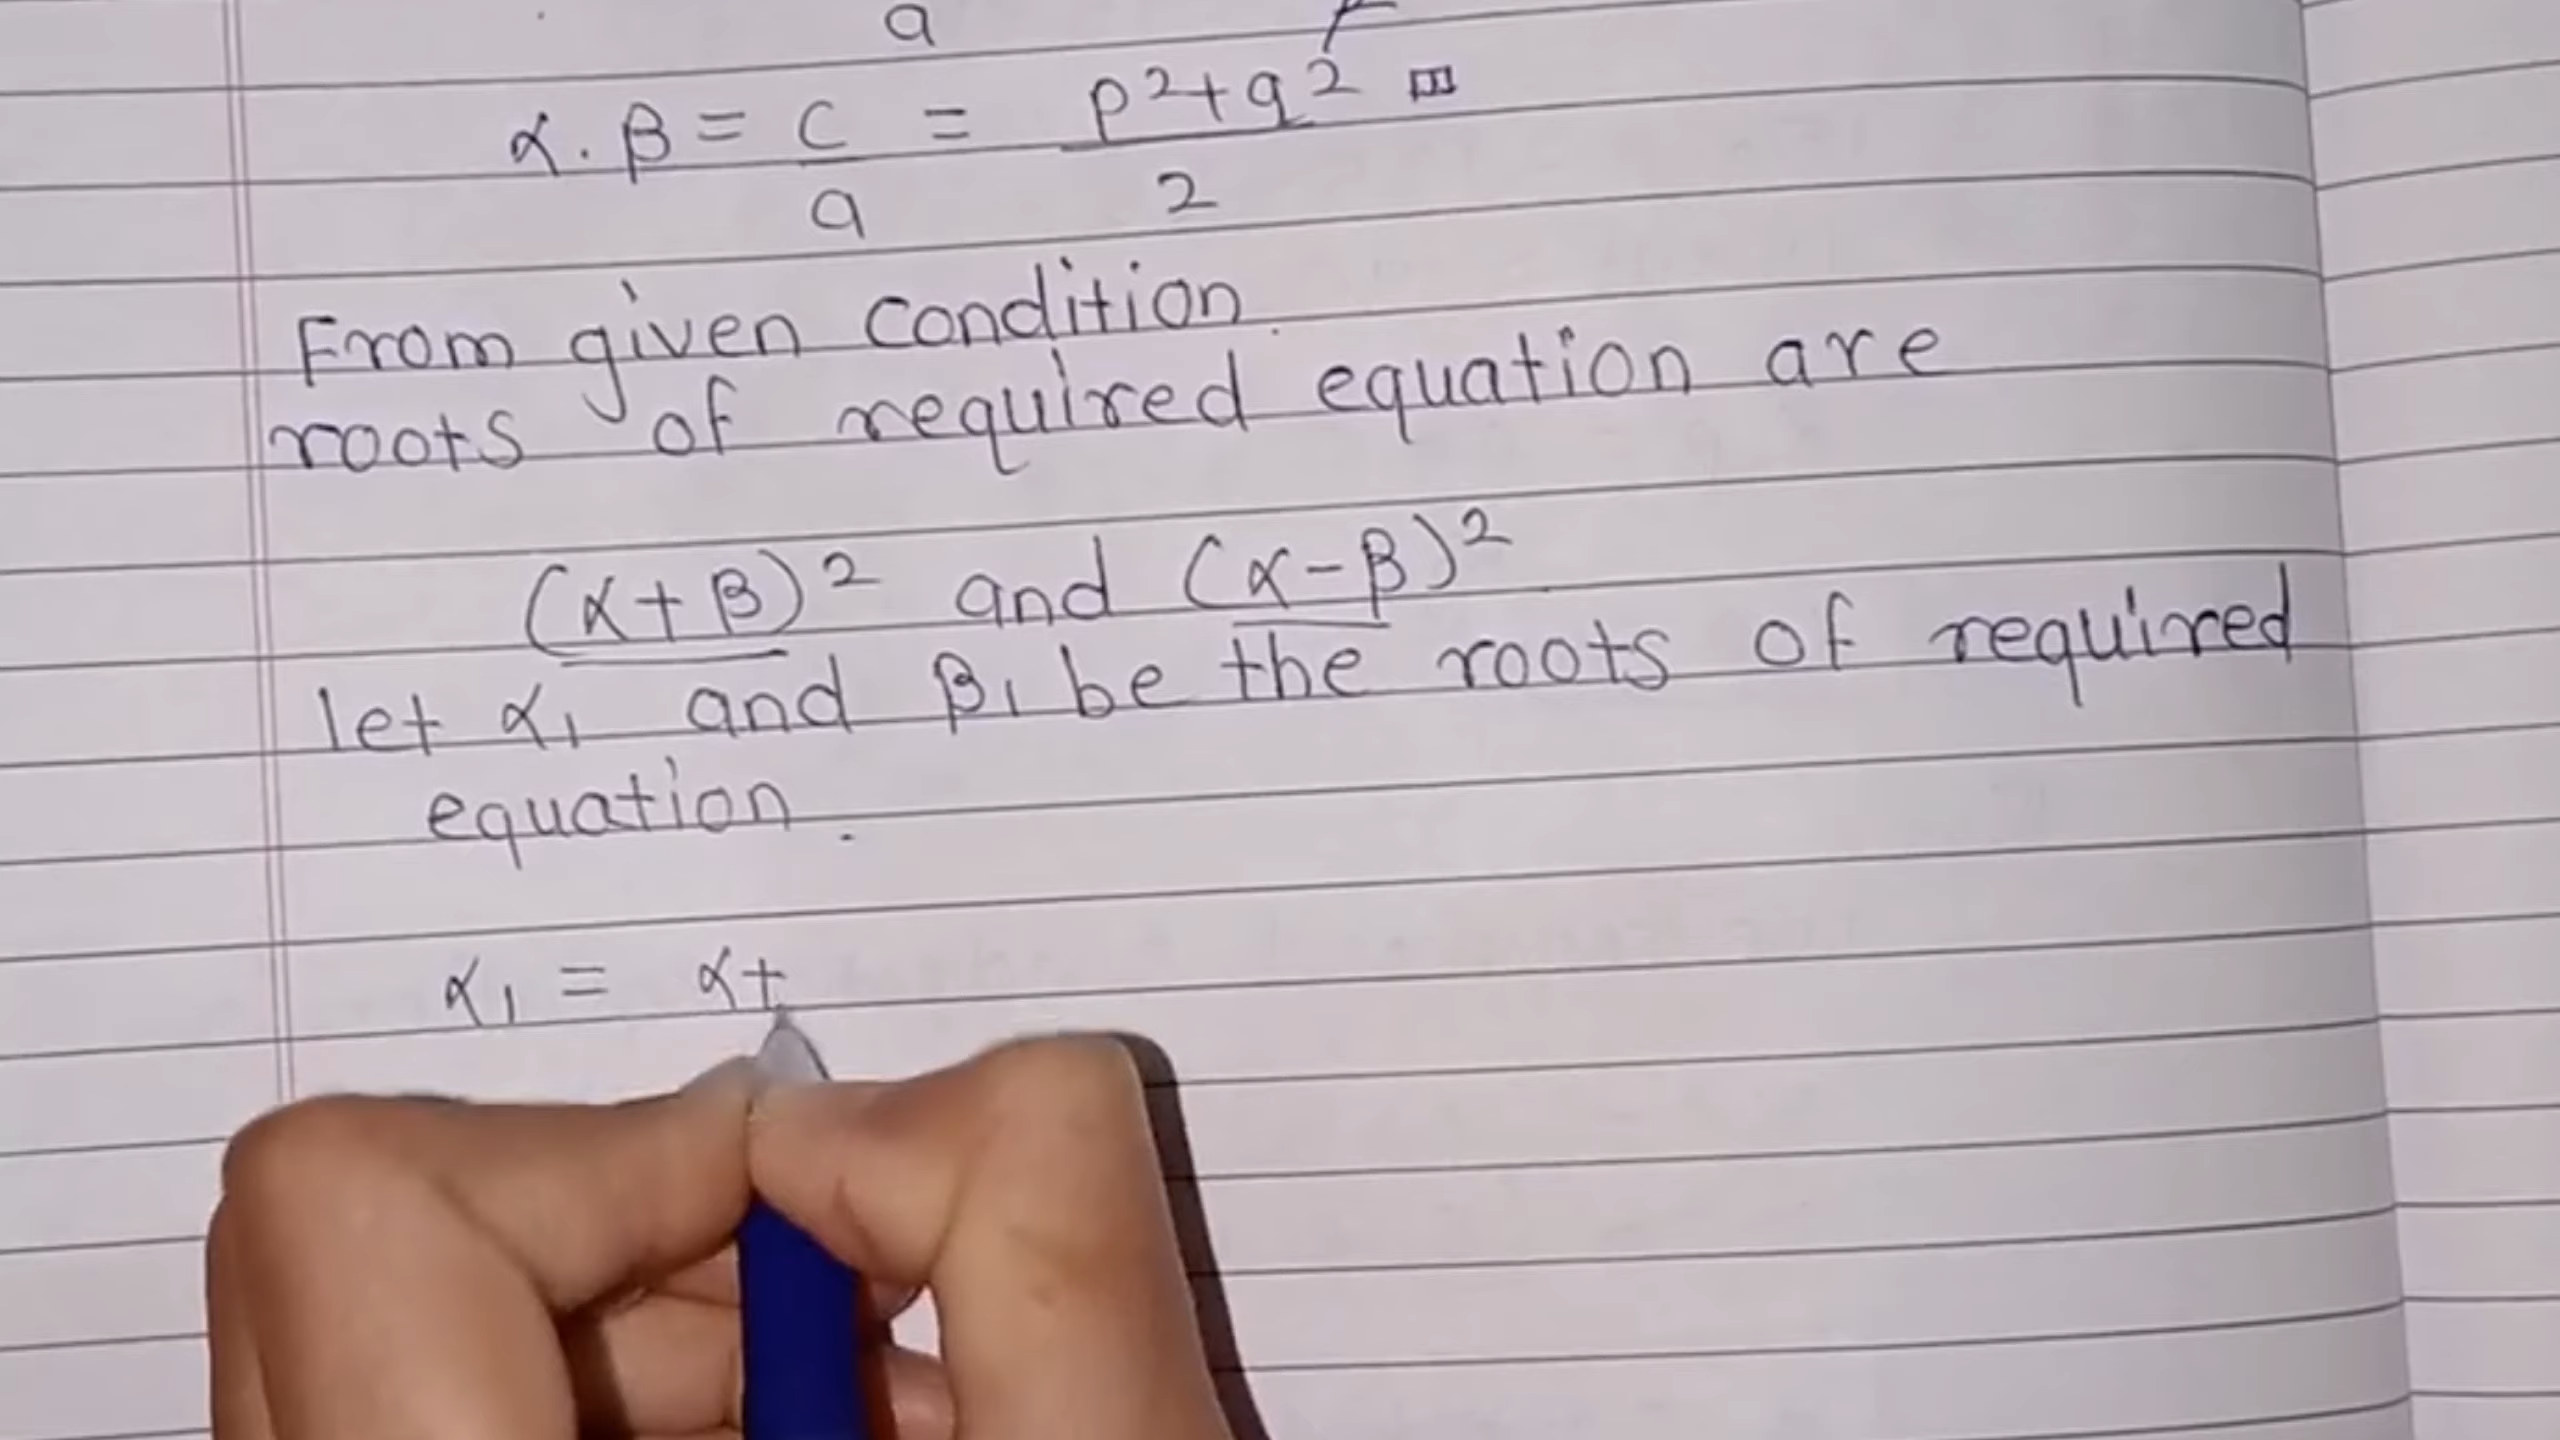 a
α.β = c/a = p²+q²/2
From given condition
roots of required equation are
(α+β)² and (α-β)²
let α₁ and β₁ be the roots of required
equation.
α₁ = α+